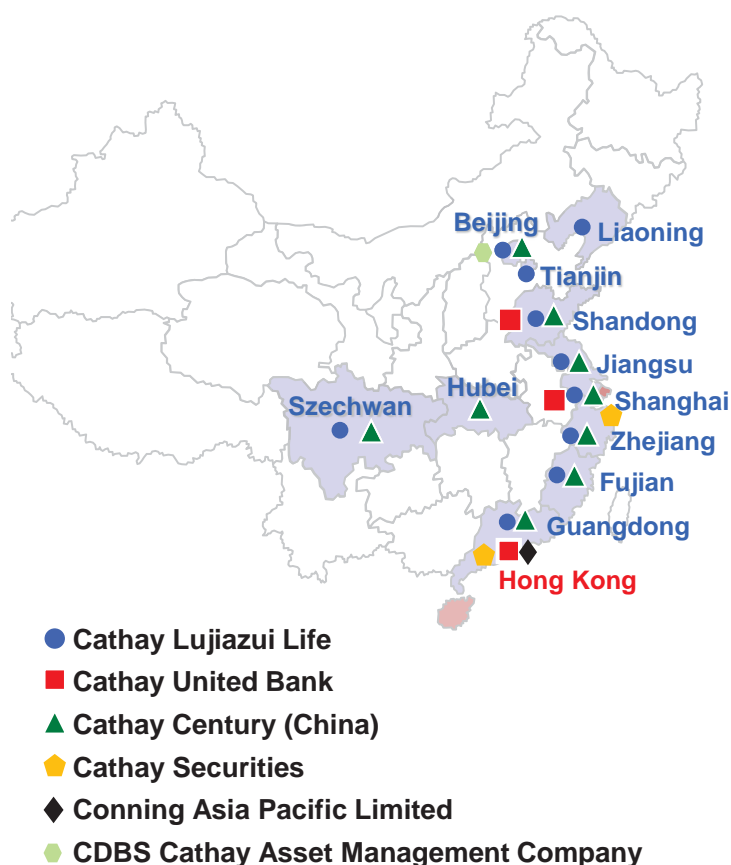 Beijing
Liaoning
Tianjin
Shandong
Jiangsu
Hubei
Shanghai
Szechwan
Zhejiang
Fujian
Guangdong
Hong Kong
Cathay Lujiazui Life
Cathay United Bank
Cathay Century (China)
Cathay Securities
Conning Asia Pacific Limited
CDBS Cathay Asset Management Company